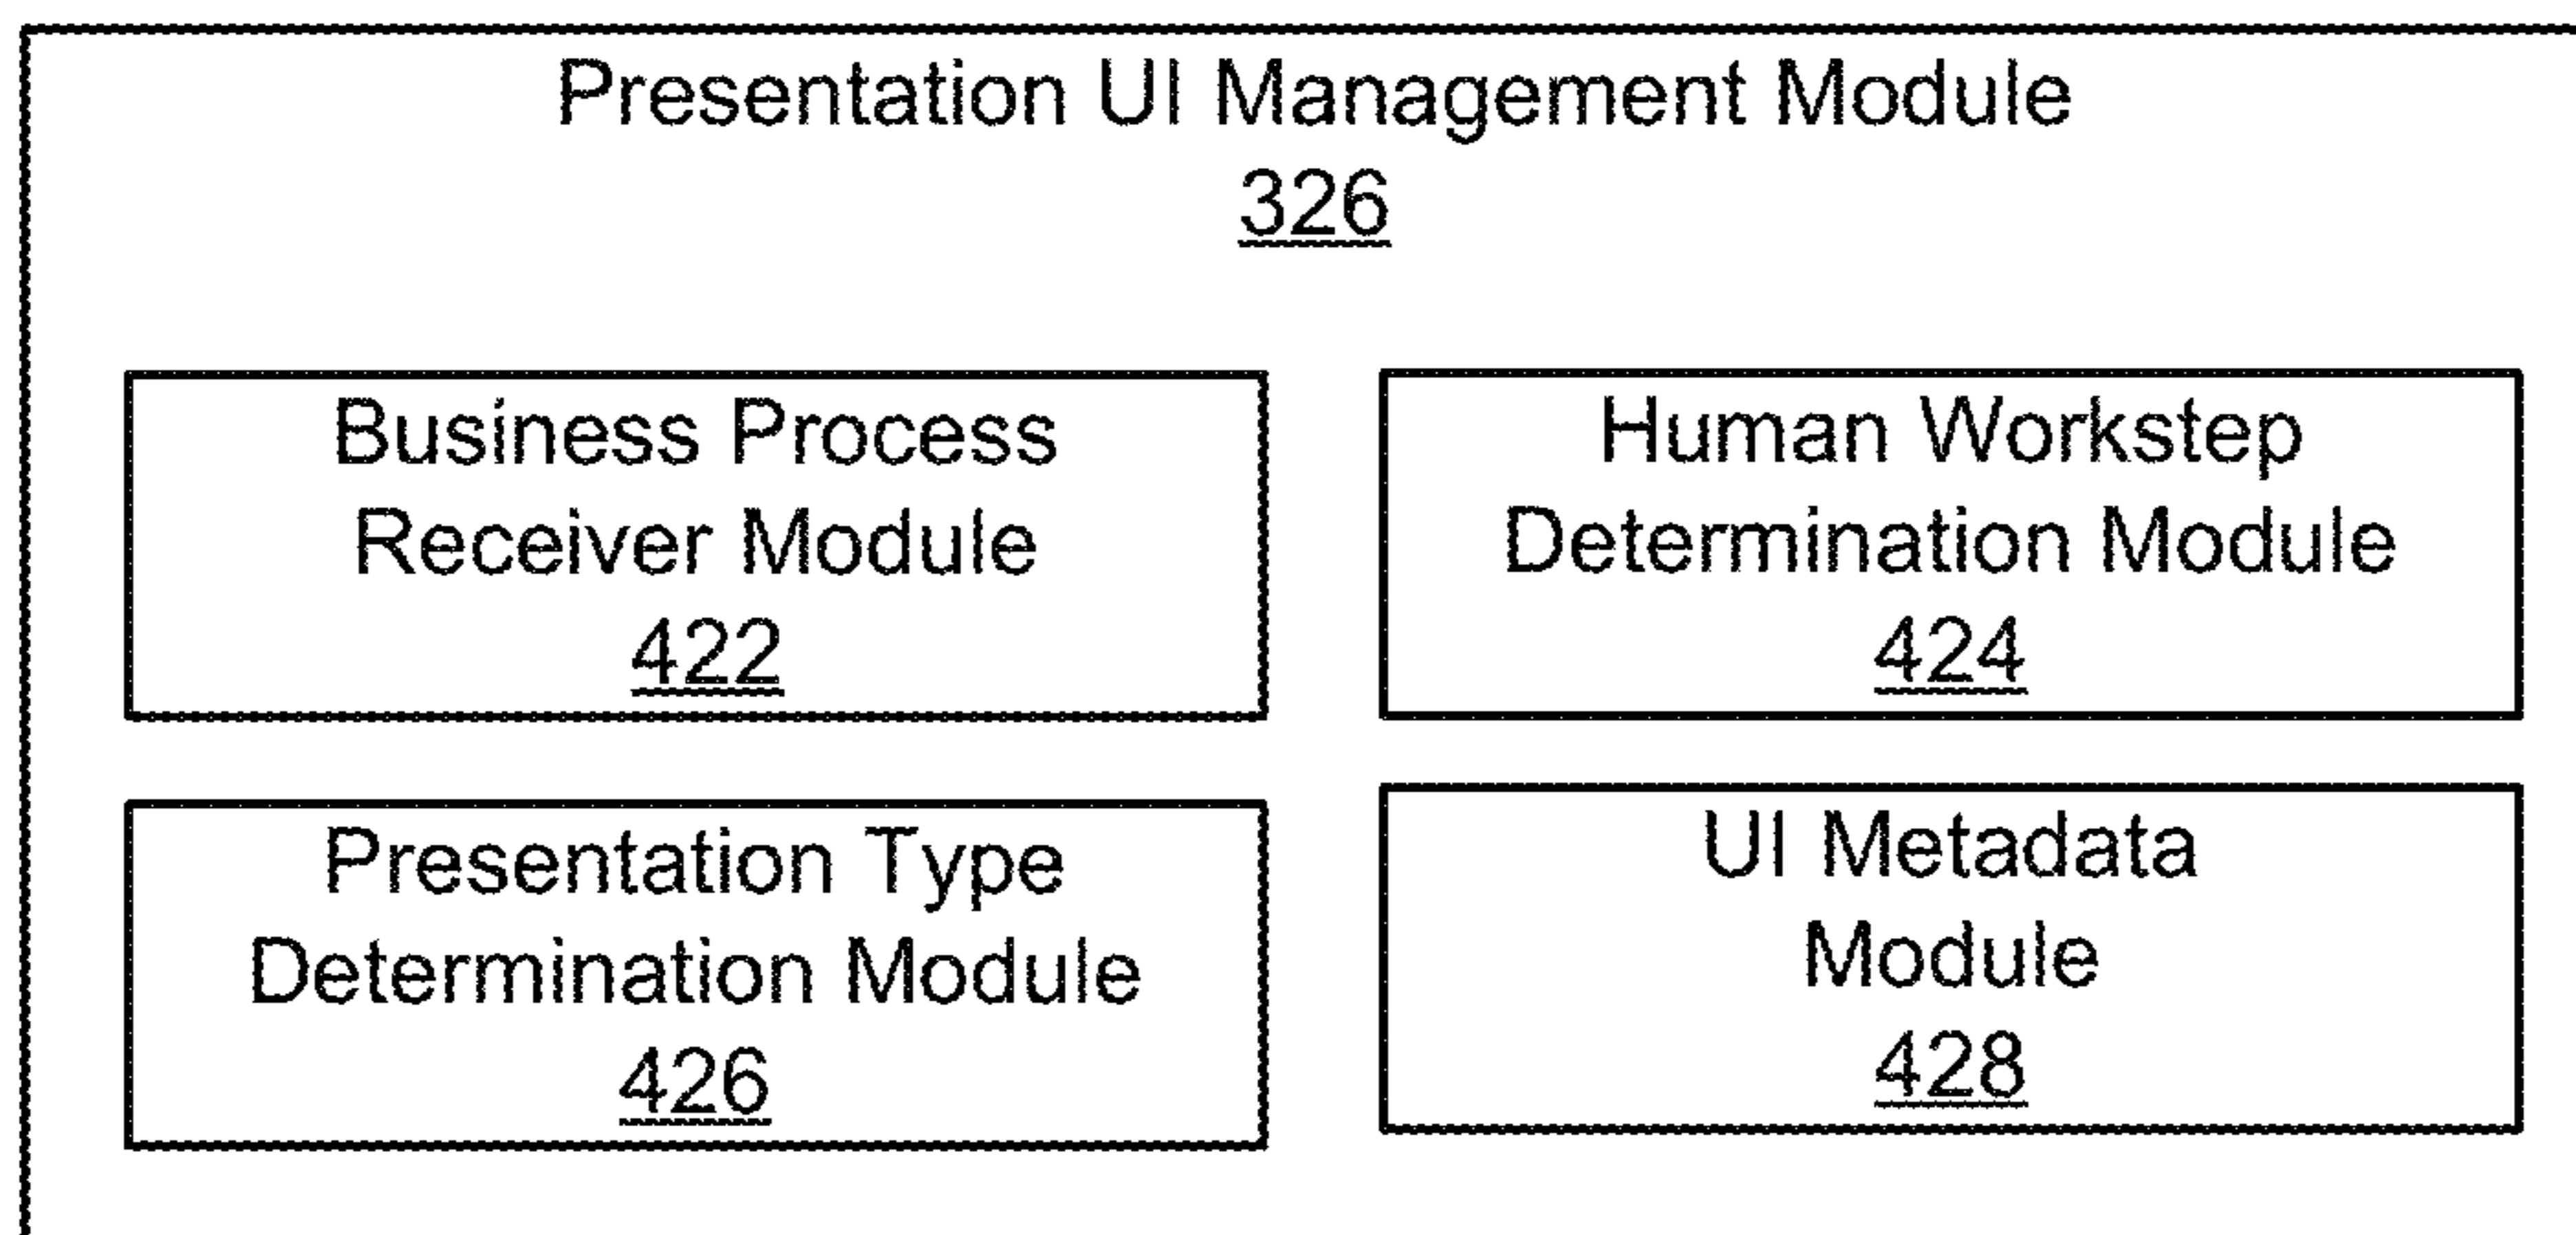 Presentation UI Management Module
326
Business Process
Receiver Module
422
Human Workstep
Determination Module
424
Presentation Type
Determination Module
426
UI Metadata
Module
428